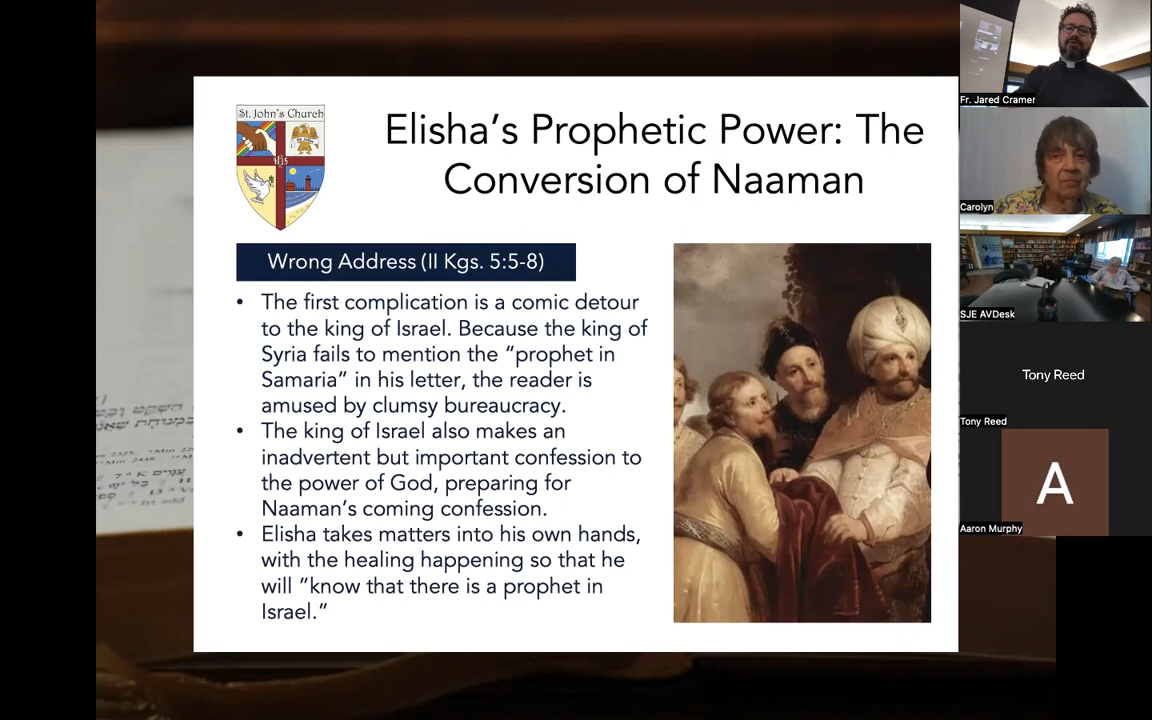 St. John's Church
Elisha's Prophetic Power: The
Conversion of Naaman
Wrong Address (II Kgs. 5:5-8)
• The first complication is a comic detour
to the king of Israel. Because the king of
Syria fails to mention the “prophet in
Samaria” in his letter, the reader is
amused by clumsy bureaucracy.
• The king of Israel also makes an
inadvertent but important confession to
the power of God, preparing for
Naaman's coming confession.
• Elisha takes matters into his own hands,
with the healing happening so that he
will “know that there is a prophet in
Israel.”
Fr. Jared Cramer
Carolyn
SJE AVDesk
Tony Reed
Tony Reed
A
Aaron Murphy